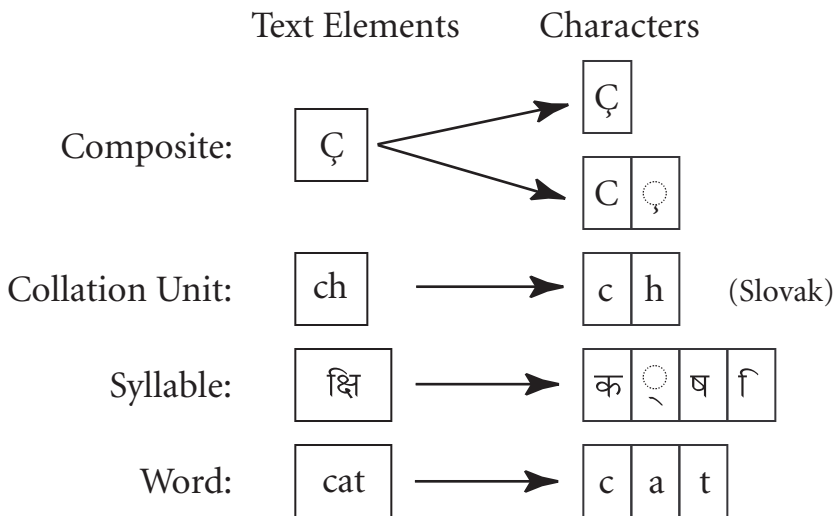 Text Elements Characters
Composite: Ç Ç
C ◌̧
Collation Unit: ch c h (Slovak)
Syllable: क्षि क ◌् ष ि
Word: cat c a t